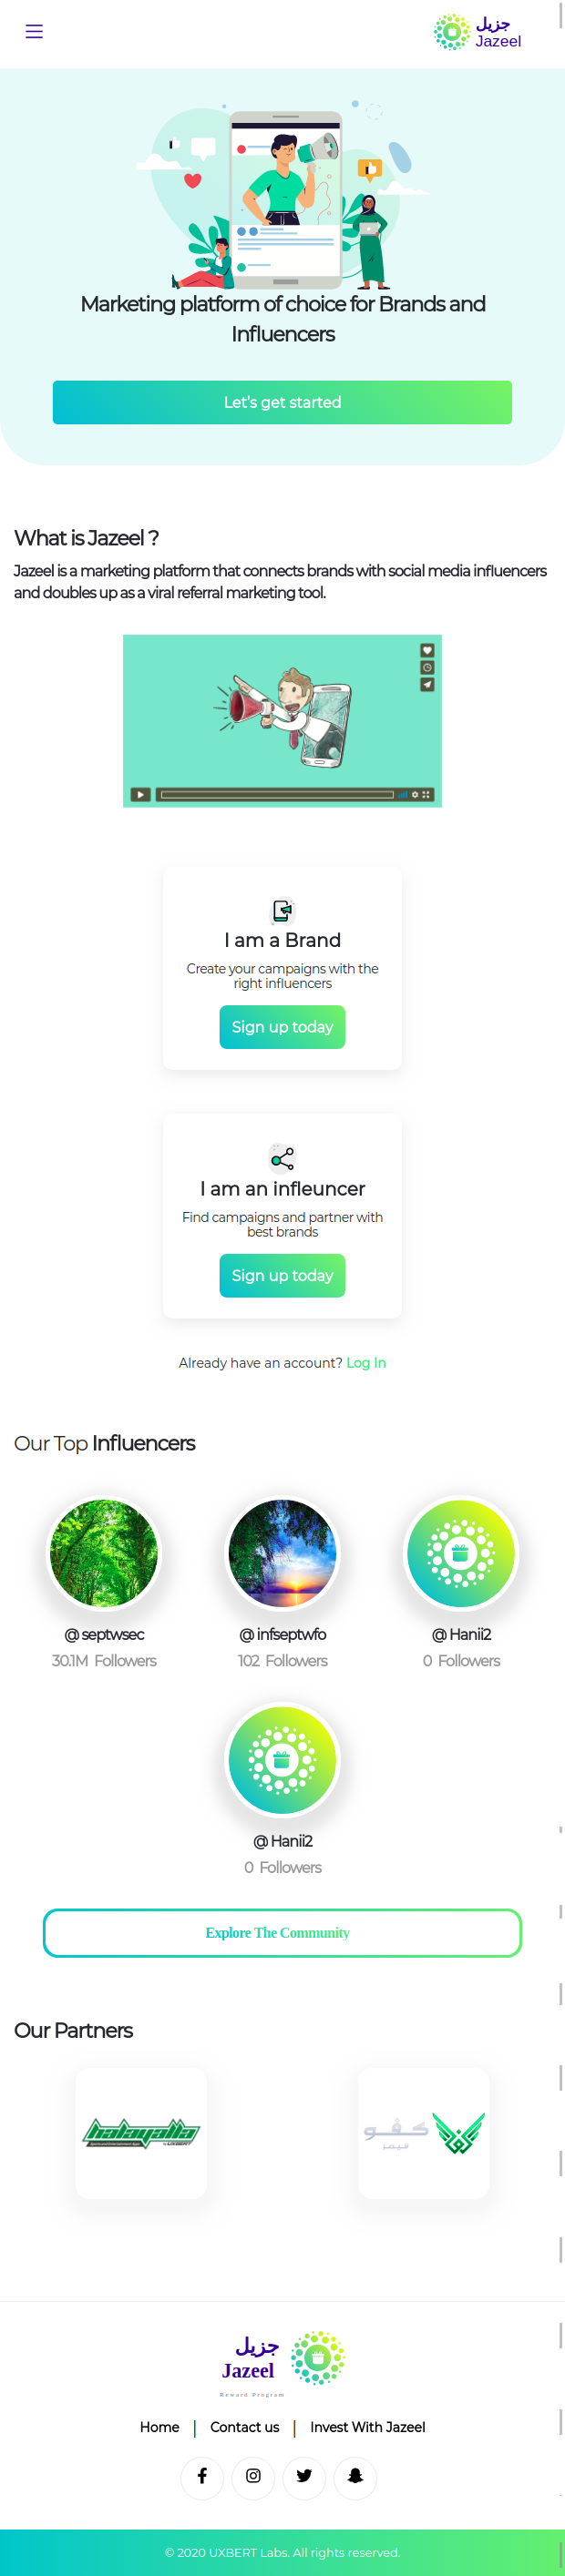 جزيل
Jazeel
Marketing platform of choice for Brands and
Influencers
Let's get started
What is Jazeel ?
Jazeel is a marketing platform that connects brands with social media influencers
and doubles up as a viral referral marketing tool.
I am a Brand
Create your campaigns with the
right influencers
Sign up today
I am an infleuncer
Find campaigns and partner with
best brands
Sign up today
Already have an account? Log In
Our Top Influencers
@ septwsec
30.1M Followers
@ infseptwfo
102 Followers
@ Hanii2
0 Followers
@ Hanii2
0 Followers
Explore The Community
Our Partners
halayalla
by UXBERT
كفو
قيمر
جزيل
Jazeel
Reward Program
Home | Contact us | Invest With Jazeel
© 2020 UXBERT Labs. All rights reserved.